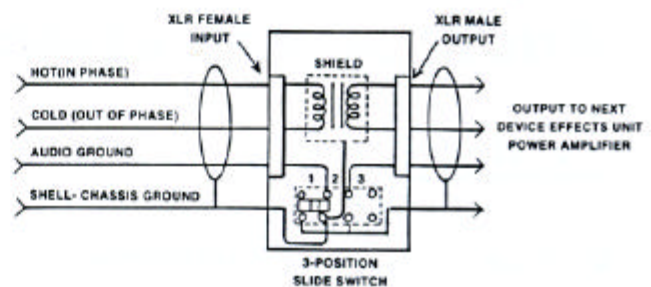 XLR FEMALE
INPUT
XLR MALE
OUTPUT
SHIELD
HOT(IN PHASE)
COLD (OUT OF PHASE)
AUDIO GROUND
SHELL- CHASSIS GROUND
OUTPUT TO NEXT
DEVICE EFFECTS UNIT
POWER AMPLIFIER
1 2 3
3-POSITION
SLIDE SWITCH